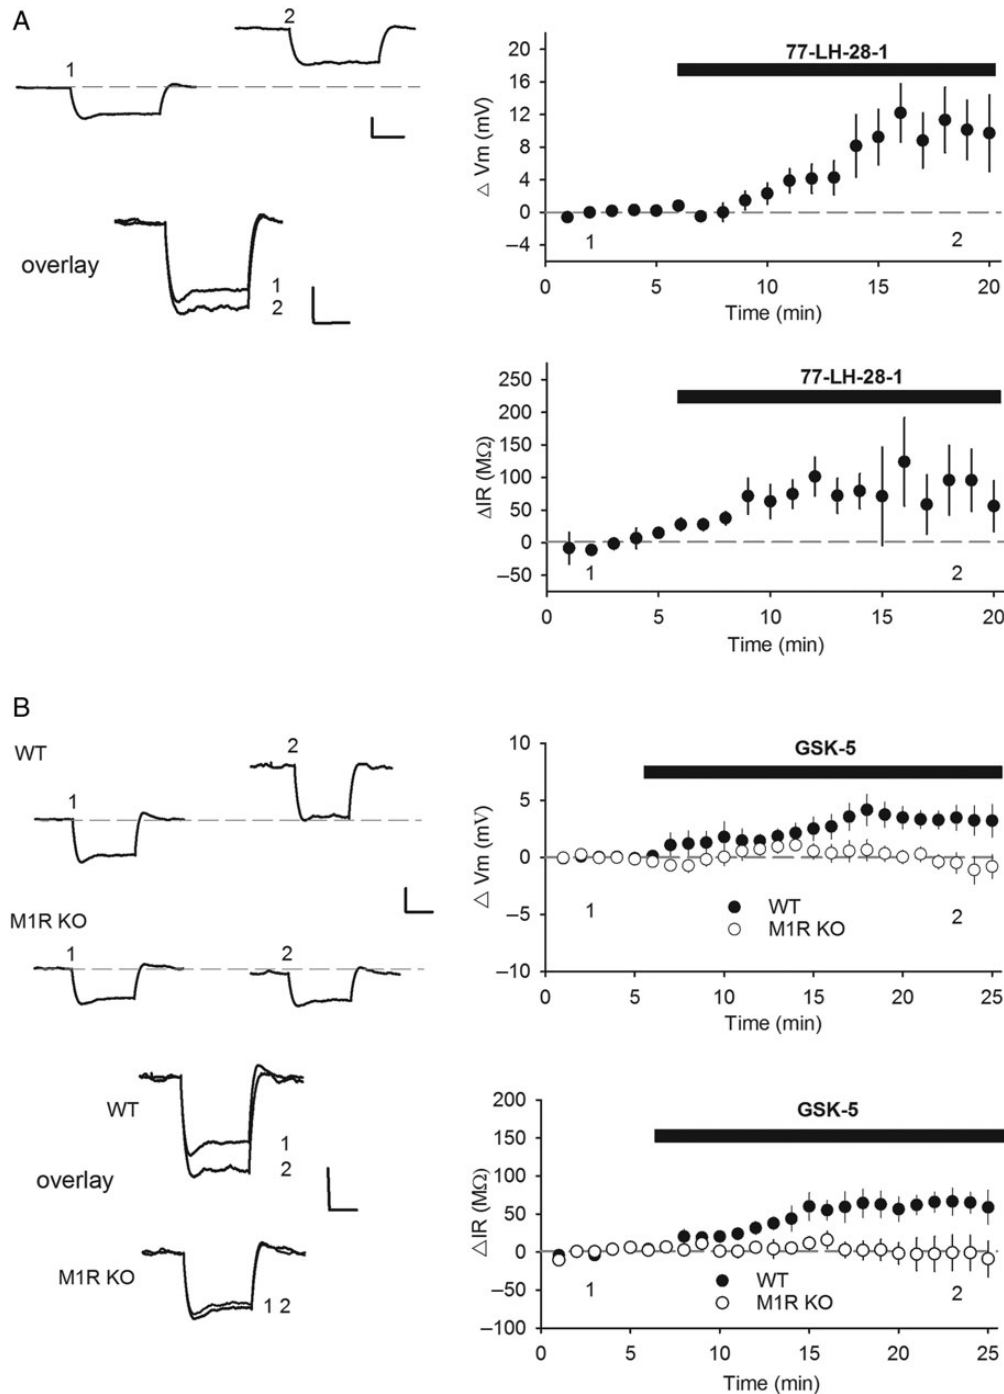 A
1
2
overlay
1
2
77-LH-28-1
△ Vm (mV)
20
16
12
8
4
0
–4
1
2
0 5 10 15 20
Time (min)
77-LH-28-1
ΔIR (MΩ)
250
200
150
100
50
0
–50
1
2
0 5 10 15 20
Time (min)
B
WT
1
2
M1R KO
1
2
WT
1
2
overlay
M1R KO
1 2
GSK-5
△ Vm (mV)
10
5
0
–5
–10
1
2
WT
M1R KO
0 5 10 15 20 25
Time (min)
GSK-5
△IR (MΩ)
200
150
100
50
0
–50
–100
1
2
WT
M1R KO
0 5 10 15 20 25
Time (min)